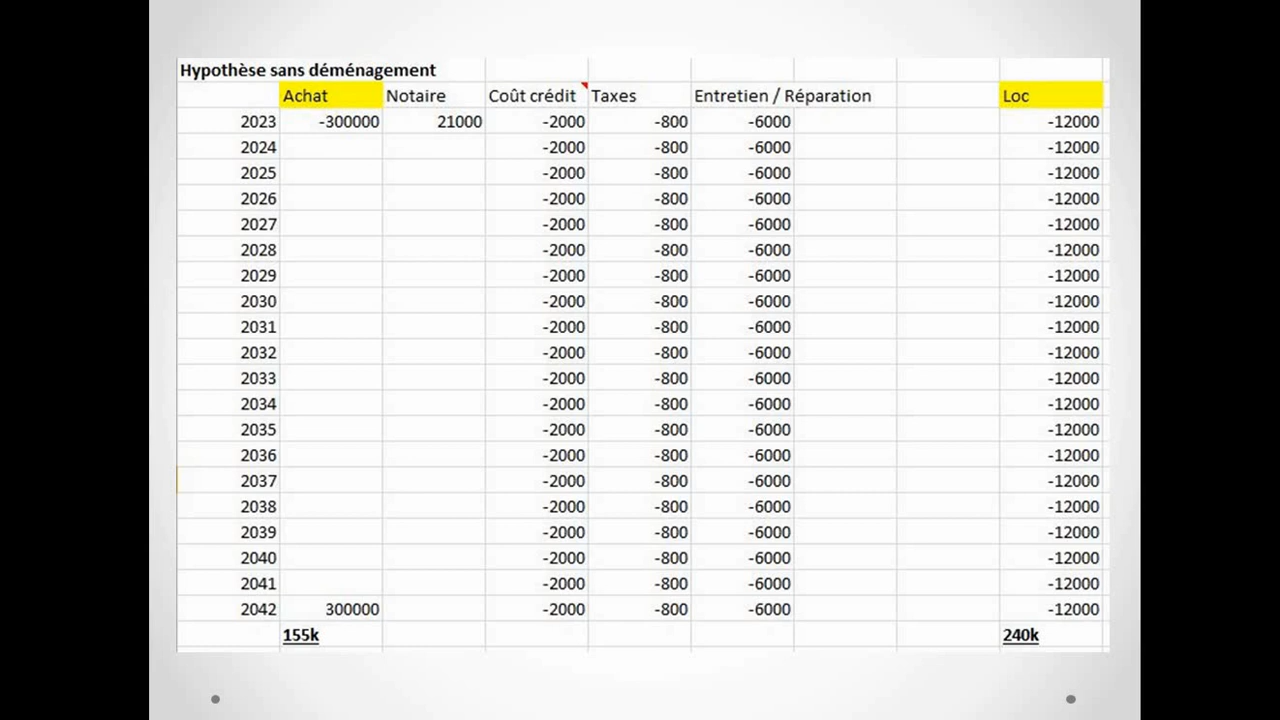 Hypothèse sans déménagement
Achat Notaire Coût crédit Taxes Entretien / Réparation Loc
2023 -300000 21000 -2000 -800 -6000 -12000
2024 -2000 -800 -6000 -12000
2025 -2000 -800 -6000 -12000
2026 -2000 -800 -6000 -12000
2027 -2000 -800 -6000 -12000
2028 -2000 -800 -6000 -12000
2029 -2000 -800 -6000 -12000
2030 -2000 -800 -6000 -12000
2031 -2000 -800 -6000 -12000
2032 -2000 -800 -6000 -12000
2033 -2000 -800 -6000 -12000
2034 -2000 -800 -6000 -12000
2035 -2000 -800 -6000 -12000
2036 -2000 -800 -6000 -12000
2037 -2000 -800 -6000 -12000
2038 -2000 -800 -6000 -12000
2039 -2000 -800 -6000 -12000
2040 -2000 -800 -6000 -12000
2041 -2000 -800 -6000 -12000
2042 300000 -2000 -800 -6000 -12000
155k 240k